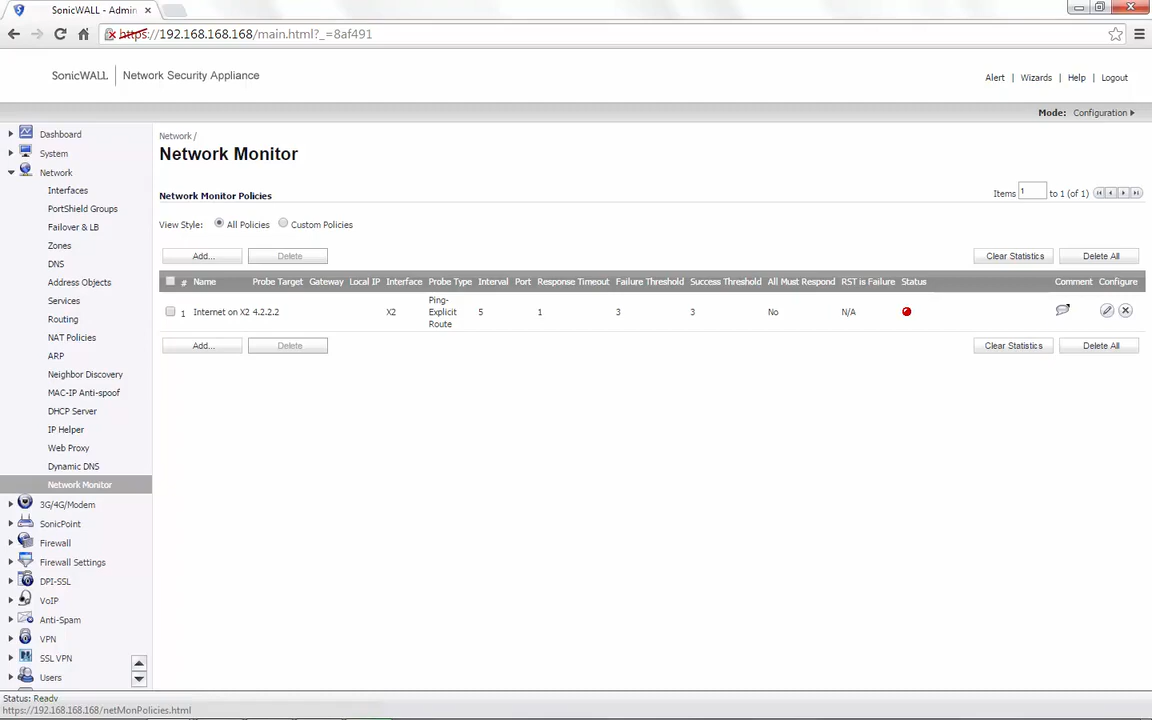 SonicWALL - Admin ×
https://192.168.168.168/main.html?_=8af491
SonicWALL | Network Security Appliance
Alert | Wizards | Help | Logout
Mode: Configuration
Dashboard
System
Network
Interfaces
PortShield Groups
Failover & LB
Zones
DNS
Address Objects
Services
Routing
NAT Policies
ARP
Neighbor Discovery
MAC-IP Anti-spoof
DHCP Server
IP Helper
Web Proxy
Dynamic DNS
Network Monitor
3G/4G/Modem
SonicPoint
Firewall
Firewall Settings
DPI-SSL
VoIP
Anti-Spam
VPN
SSL VPN
Users
Network /
Network Monitor
Network Monitor Policies
Items 1 to 1 (of 1)
View Style: All Policies Custom Policies
Add... Delete Clear Statistics Delete All
# Name Probe Target Gateway Local IP Interface Probe Type Interval Port Response Timeout Failure Threshold Success Threshold All Must Respond RST is Failure Status Comment Configure
1 Internet on X2 4.2.2.2 X2 Ping-Explicit Route 5 1 3 3 No N/A
Add... Delete Clear Statistics Delete All
Status: Ready
https://192.168.168.168/netMonPolicies.html